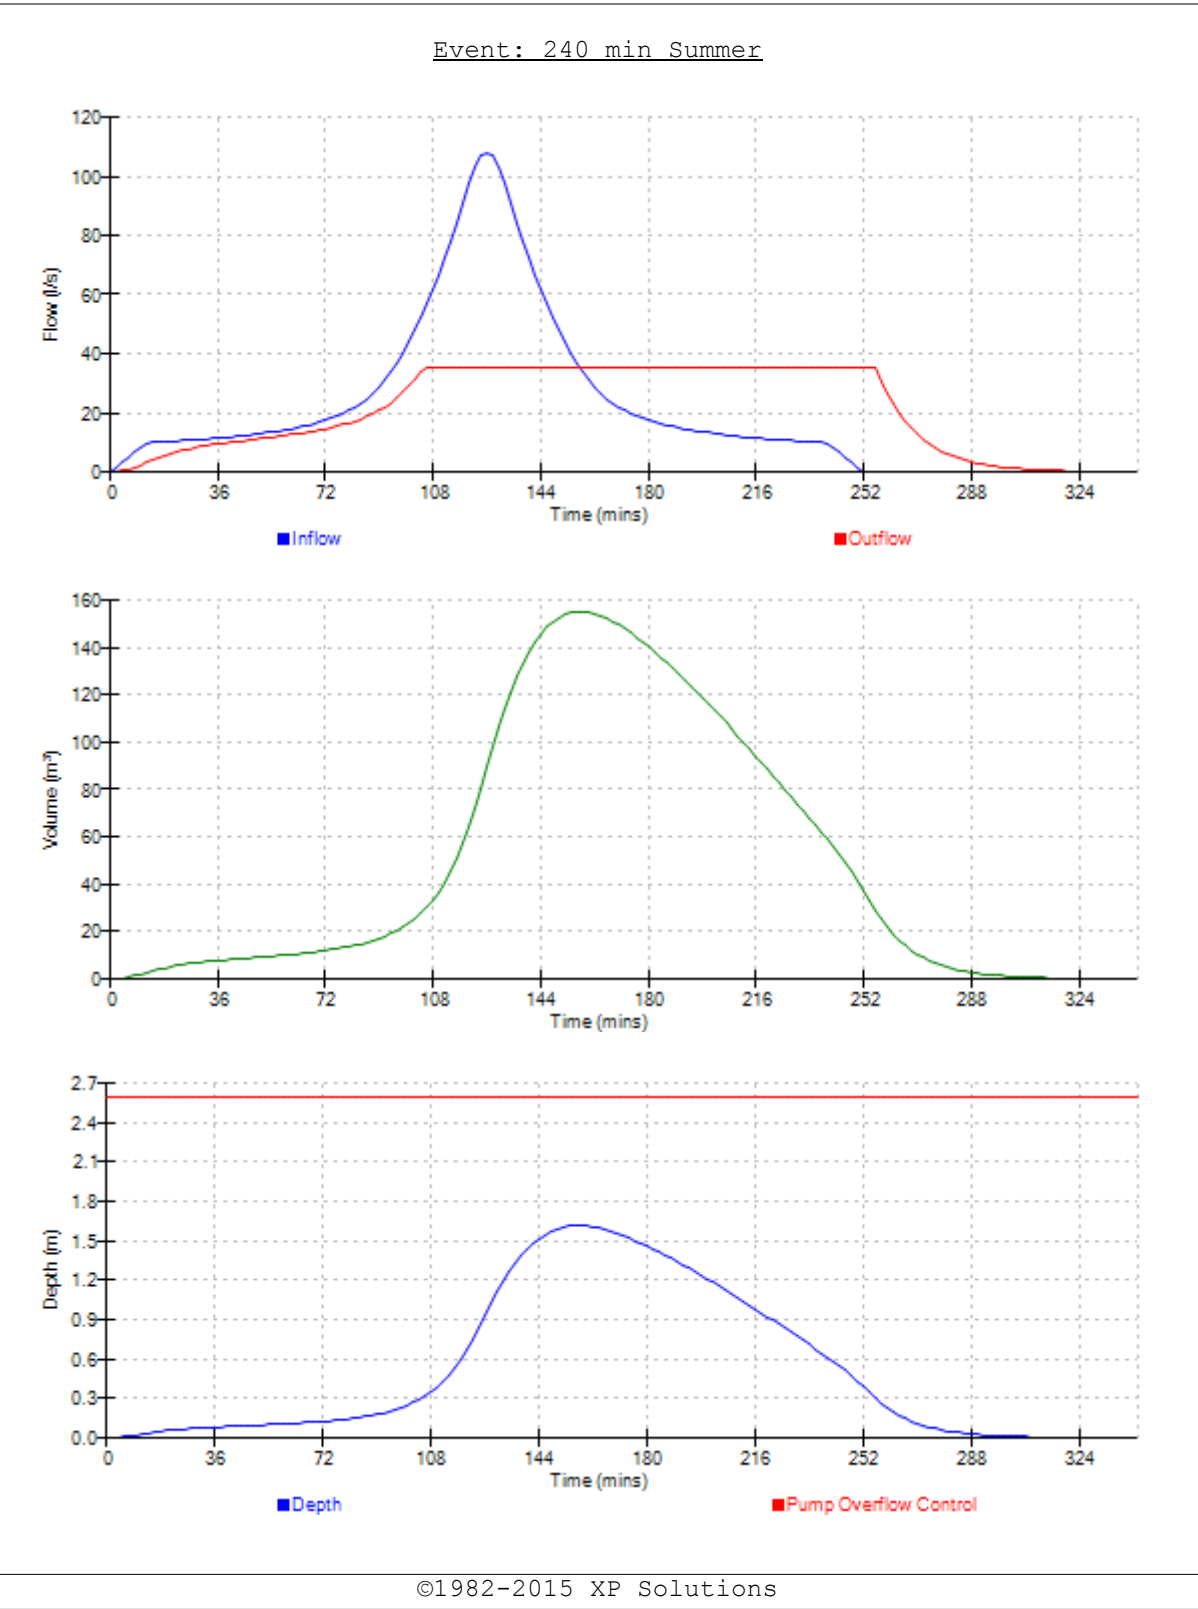 Event: 240 min Summer
120
100
80
60
40
20
0
Flow (l/s)
0 36 72 108 144 180 216 252 288 324
Time (mins)
Inflow Outflow
160
140
120
100
80
60
40
20
0
Volume (m³)
0 36 72 108 144 180 216 252 288 324
Time (mins)
2.7
2.4
2.1
1.8
1.5
1.2
0.9
0.6
0.3
0.0
Depth (m)
0 36 72 108 144 180 216 252 288 324
Time (mins)
Depth Pump Overflow Control
©1982-2015 XP Solutions